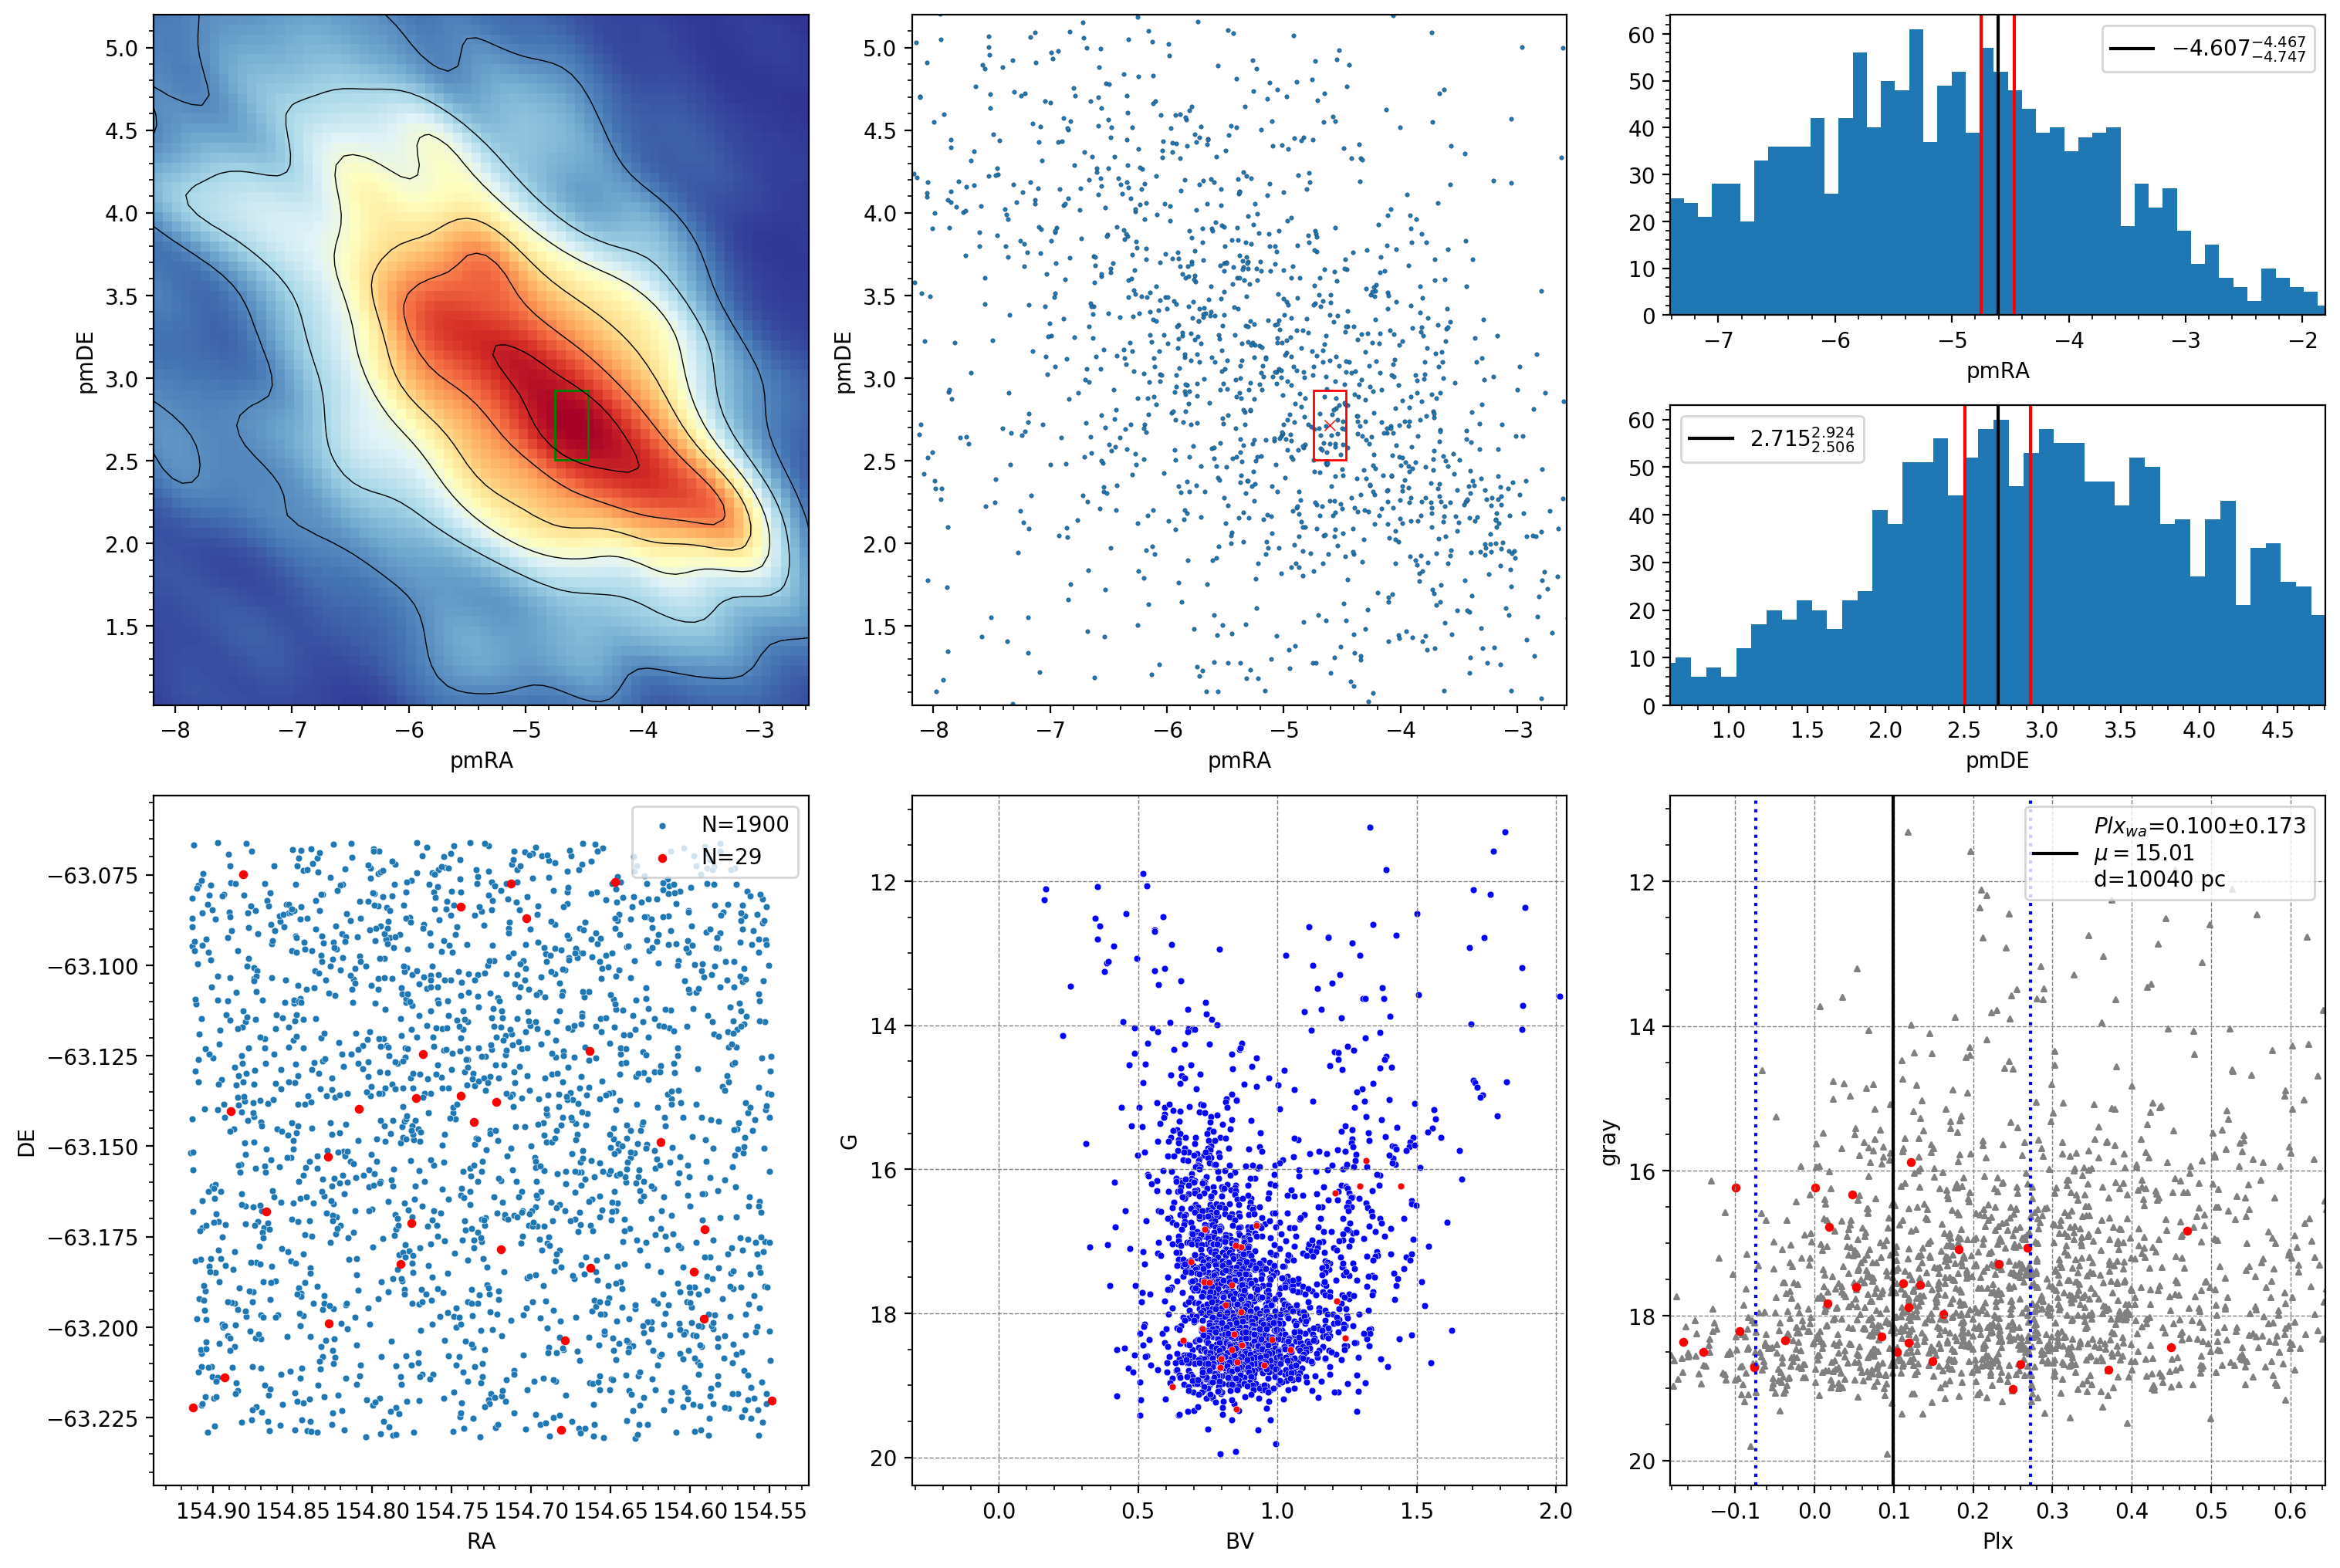 5.0
4.5
4.0
3.5
3.0
2.5
2.0
1.5
pmDE
−8 −7 −6 −5 −4 −3
pmRA
5.0
4.5
4.0
3.5
3.0
2.5
2.0
1.5
pmDE
−8 −7 −6 −5 −4 −3
pmRA
60
50
40
30
20
10
0
−4.607 −4.467 −4.747
−7 −6 −5 −4 −3 −2
pmRA
60
50
40
30
20
10
0
2.715 2.924 2.506
1.0 1.5 2.0 2.5 3.0 3.5 4.0 4.5
pmDE
N=1900
N=29
−63.075
−63.100
−63.125
−63.150
−63.175
−63.200
−63.225
DE
154.90 154.85 154.80 154.75 154.70 154.65 154.60 154.55
RA
12
14
16
18
20
G
0.0 0.5 1.0 1.5 2.0
BV
Plx wa=0.100±0.173
μ = 15.01
d=10040 pc
12
14
16
18
20
gray
−0.1 0.0 0.1 0.2 0.3 0.4 0.5 0.6
Plx